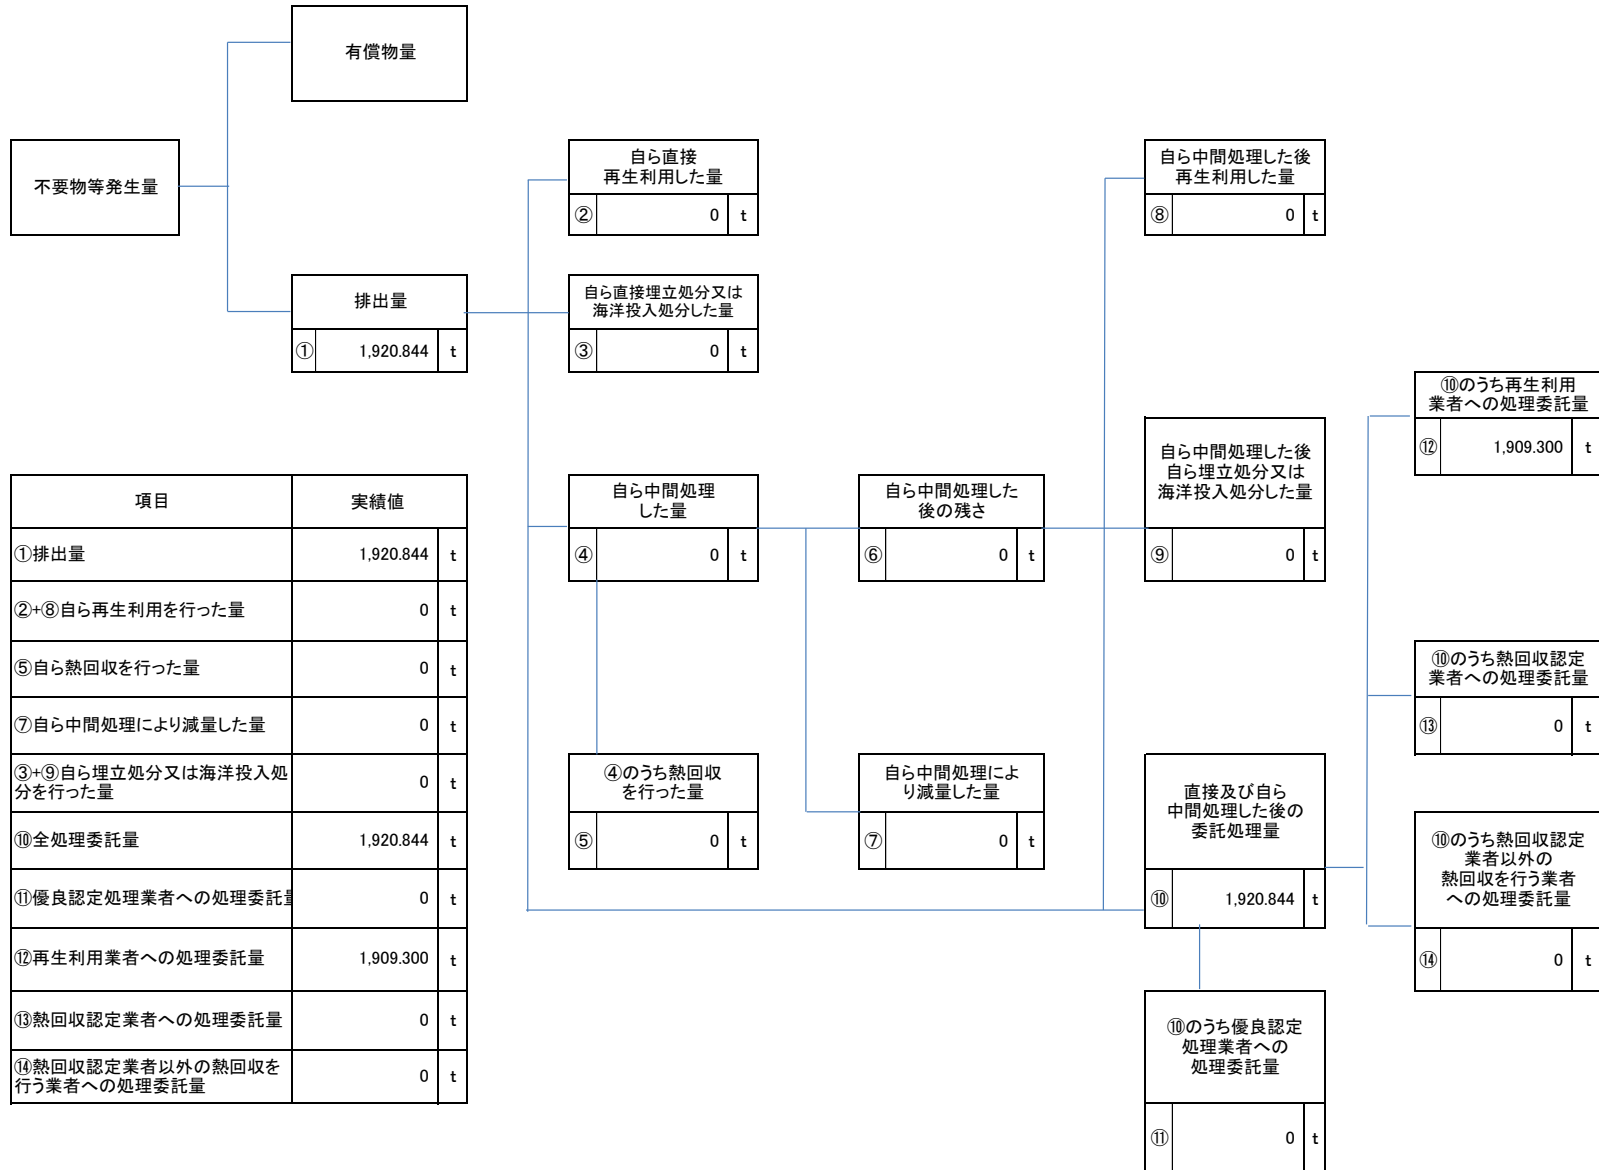 有償物量
不要物等発生量
排出量
① 1,920.844 t
自ら直接
再生利用した量
② 0 t
自ら直接埋立処分又は
海洋投入処分した量
③ 0 t
自ら中間処理
した量
④ 0 t
④のうち熱回収
を行った量
⑤ 0 t
自ら中間処理した
後の残さ
⑥ 0 t
自ら中間処理によ
り減量した量
⑦ 0 t
自ら中間処理した後
再生利用した量
⑧ 0 t
自ら中間処理した後
自ら埋立処分又は
海洋投入処分した量
⑨ 0 t
直接及び自ら
中間処理した後の
委託処理量
⑩ 1,920.844 t
⑩のうち優良認定
処理業者への
処理委託量
⑪ 0 t
⑩のうち再生利用
業者への処理委託量
⑫ 1,909.300 t
⑩のうち熱回収認定
業者への処理委託量
⑬ 0 t
⑩のうち熱回収認定
業者以外の
熱回収を行う業者
への処理委託量
⑭ 0 t
項目 実績値
①排出量 1,920.844 t
②+⑧自ら再生利用を行った量 0 t
⑤自ら熱回収を行った量 0 t
⑦自ら中間処理により減量した量 0 t
③+⑨自ら埋立処分又は海洋投入処
分を行った量 0 t
⑩全処理委託量 1,920.844 t
⑪優良認定処理業者への処理委託量 0 t
⑫再生利用業者への処理委託量 1,909.300 t
⑬熱回収認定業者への処理委託量 0 t
⑭熱回収認定業者以外の熱回収を
行う業者への処理委託量 0 t